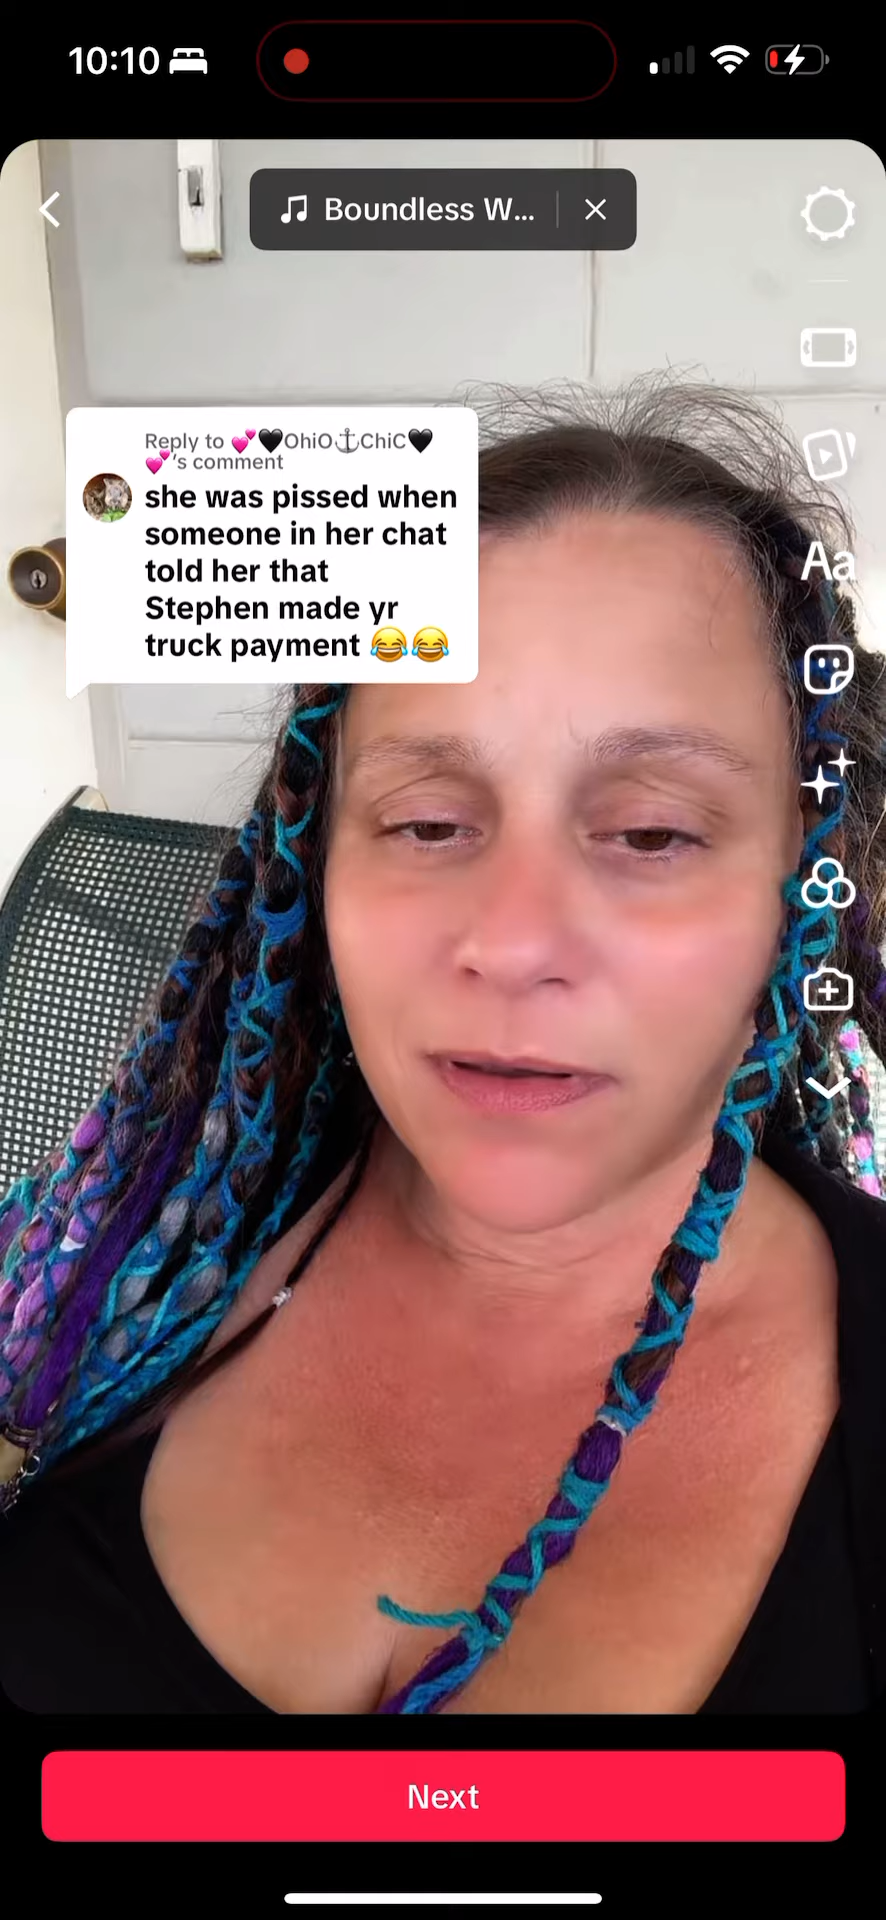 10:10
Boundless W...
Reply to 💕🖤OhiO⚓ChiC🖤
💕's comment
she was pissed when
someone in her chat
told her that
Stephen made yr
truck payment 😂😂
Aa
Next